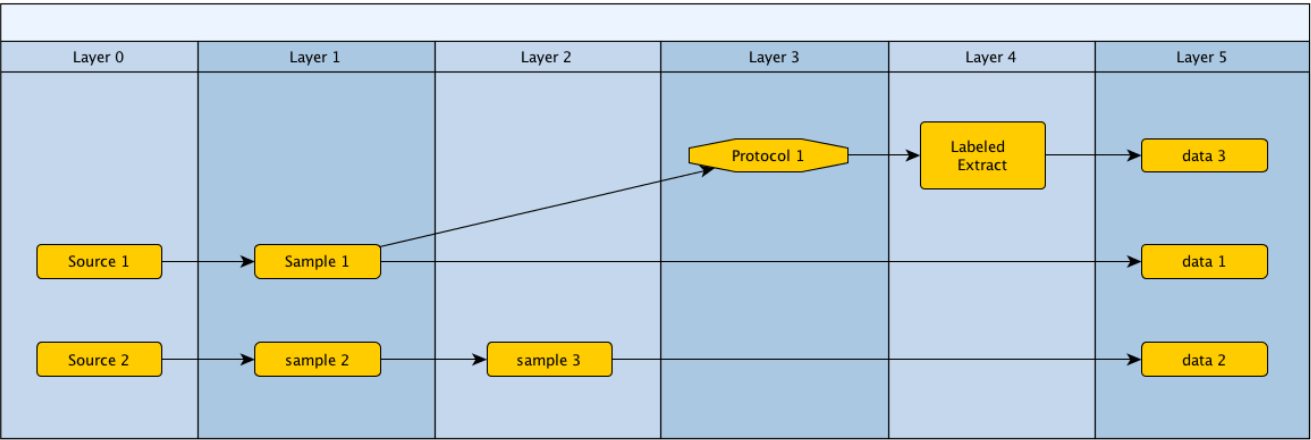 Layer 0
Layer 1
Layer 2
Layer 3
Layer 4
Layer 5
Protocol 1
Labeled
Extract
data 3
Source 1
Sample 1
data 1
Source 2
sample 2
sample 3
data 2